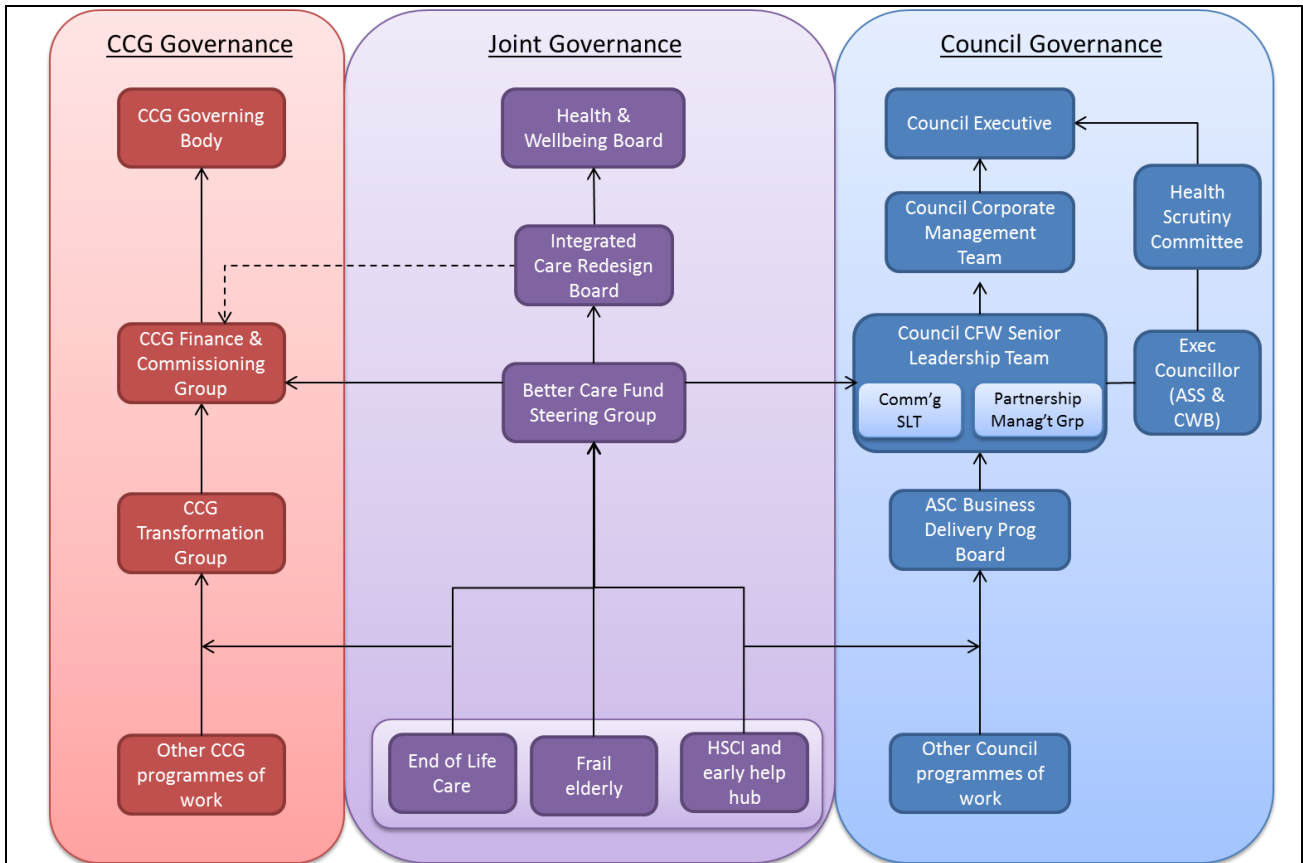 CCG Governance
CCG Governing
Body
CCG Finance &
Commissioning
Group
CCG
Transformation
Group
Other CCG
programmes of
work
Joint Governance
Health &
Wellbeing Board
Integrated
Care Redesign
Board
Better Care Fund
Steering Group
End of Life
Care
Frail
elderly
HSCI and
early help
hub
Council Governance
Council Executive
Council Corporate
Management
Team
Health
Scrutiny
Committee
Council CFW Senior
Leadership Team
Comm’g
SLT
Partnership
Manag’t Grp
Exec
Councillor
(ASS &
CWB)
ASC Business
Delivery Prog
Board
Other Council
programmes of
work